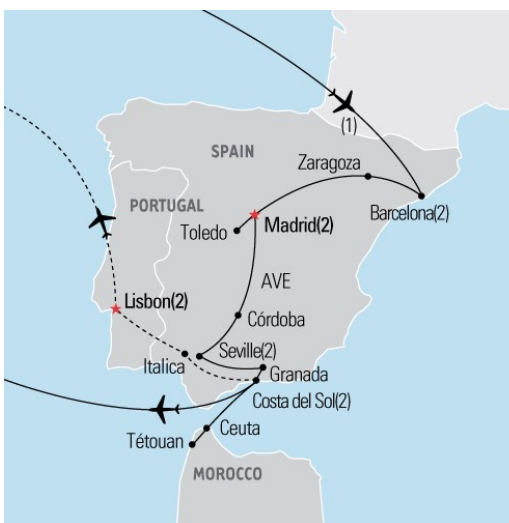 (1)
SPAIN
Zaragoza
PORTUGAL
Barcelona(2)
Madrid(2)
Toledo
AVE
Lisbon(2)
Córdoba
Seville(2)
Italica
Granada
Costa del Sol(2)
Ceuta
Tétouan
MOROCCO